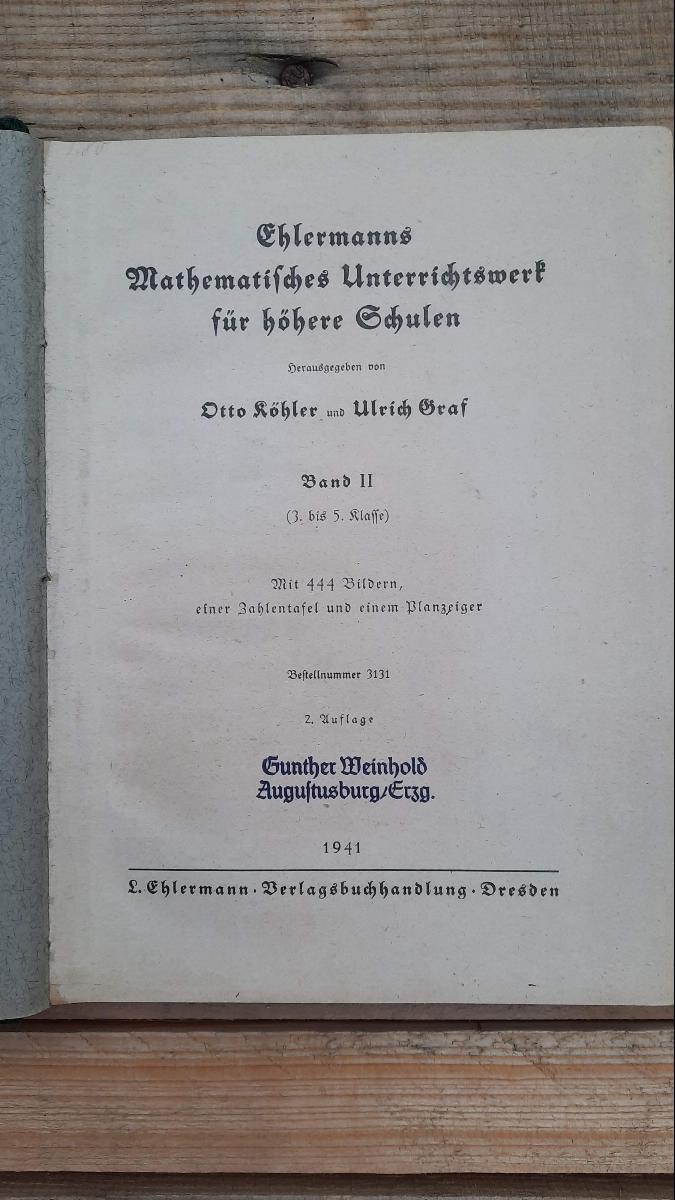 Ehlermanns
Mathematiſches Unterrichtswerk
für höhere Schulen
Herausgegeben von
Otto Köhler und Ulrich Graf
Band II
(3. bis 5. Klaſſe)
Mit 444 Bildern,
einer Zahlentafel und einem Planzeiger
Beſtellnummer 3131
2. Auflage
Gunther Weinhold
Auguſtusburg/Erzg.
1941
L. Ehlermann · Verlagsbuchhandlung · Dresden